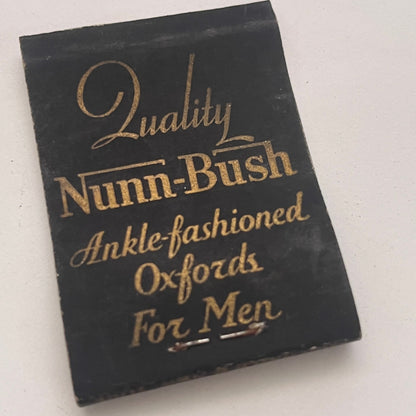 Quality
Nunn-Bush
Ankle-fashioned
Oxfords
For Men